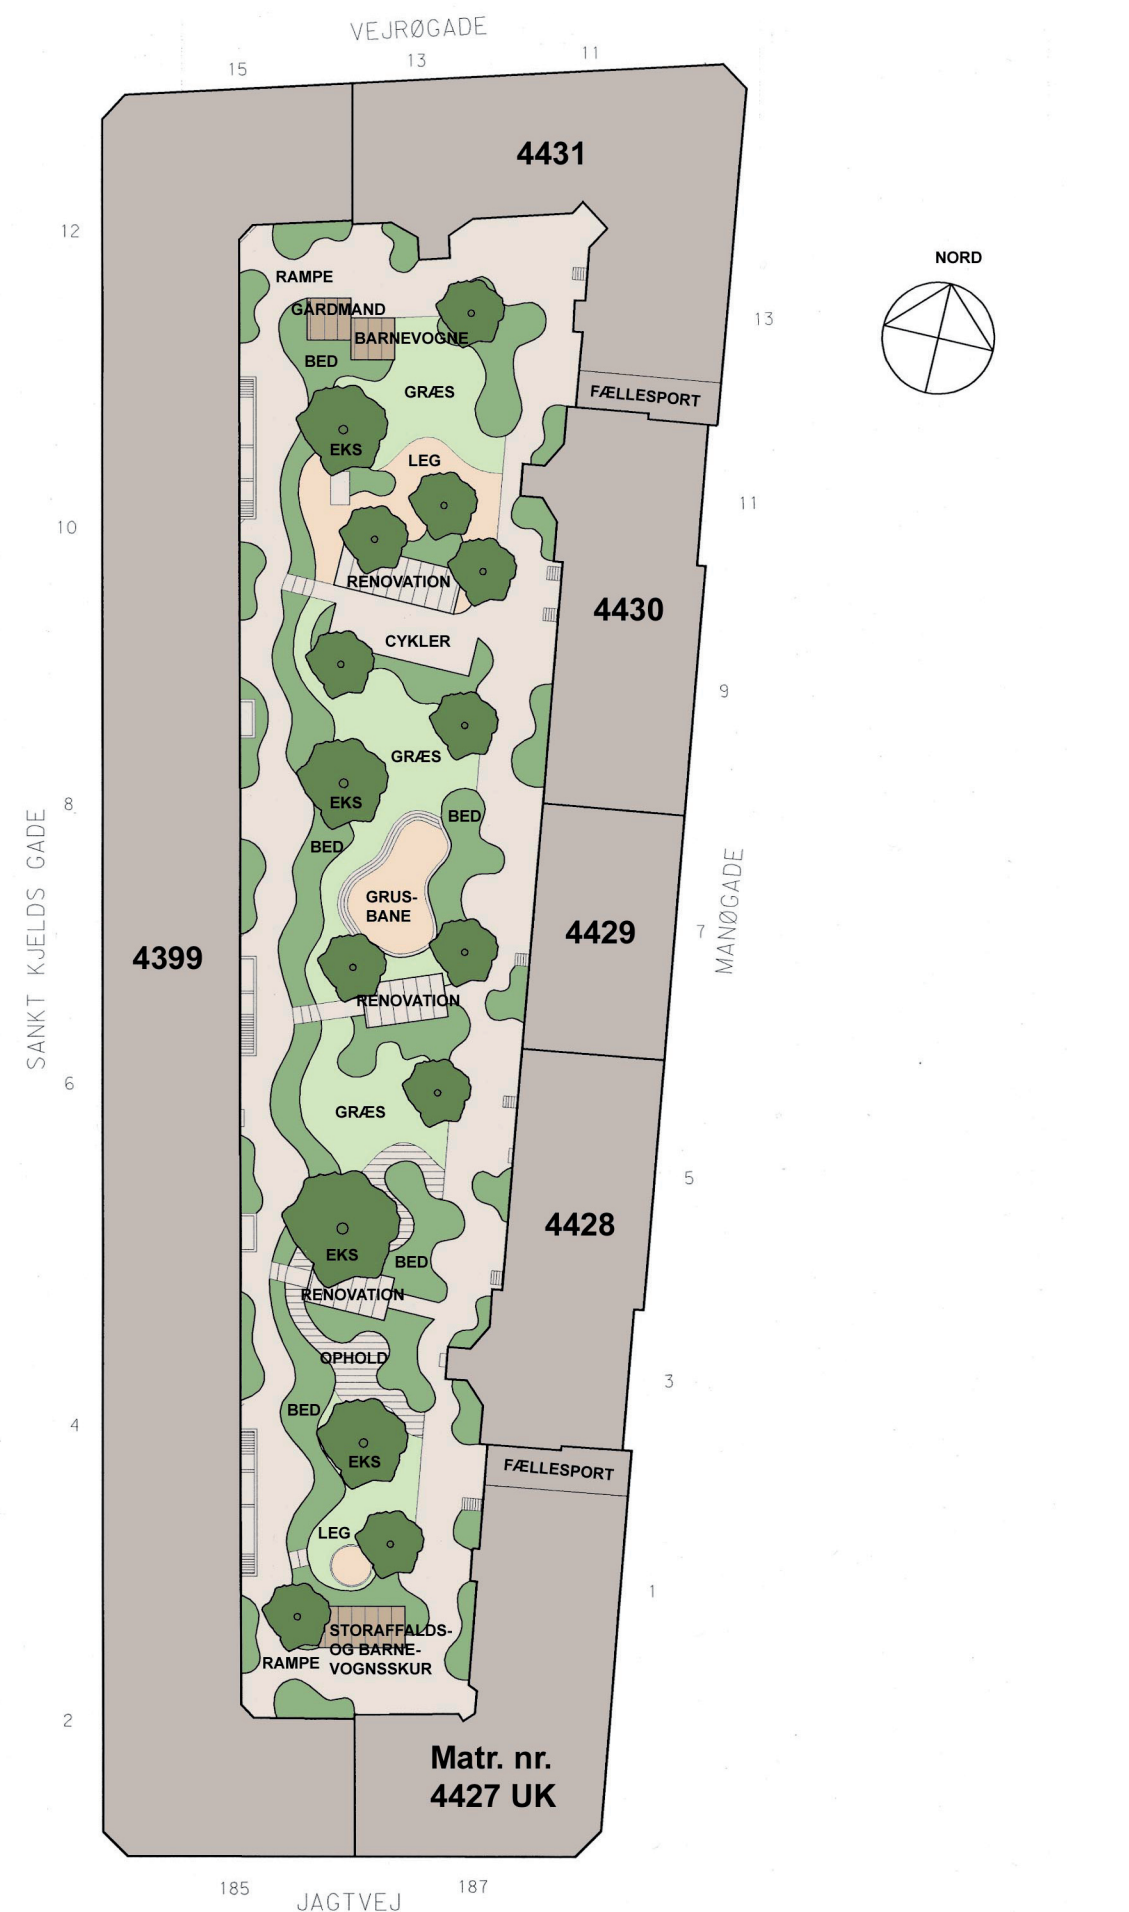 VEJRØGADE
15
13
11
4431
12
NORD
RAMPE
GÅRDMAND
13
BARNEVOGNE
BED
GRÆS
FÆLLESPORT
EKS
LEG
11
10
RENOVATION
4430
CYKLER
9
GRÆS
EKS
8
BED
BED
SANKT KJELDS GADE
MANØGADE
GRUS-
BANE
7
4429
4399
RENOVATION
6
GRÆS
5
4428
EKS
BED
RENOVATION
OPHOLD
3
BED
4
EKS
FÆLLESPORT
LEG
1
STORAFFALDS-
OG BARNE-
VOGNSSKUR
RAMPE
2
Matr. nr.
4427 UK
185
187
JAGTVEJ